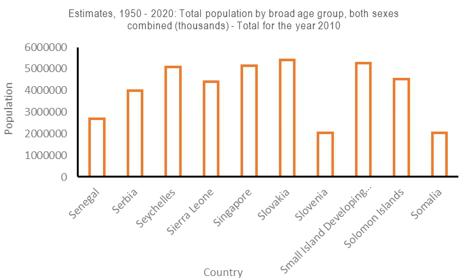 Estimates, 1950 - 2020: Total population by broad age group, both sexes
combined (thousands) - Total for the year 2010
Population
6000000
5000000
4000000
3000000
2000000
1000000
0
Senegal
Serbia
Seychelles
Sierra Leone
Singapore
Slovakia
Slovenia
Small Island Developing...
Solomon Islands
Somalia
Country